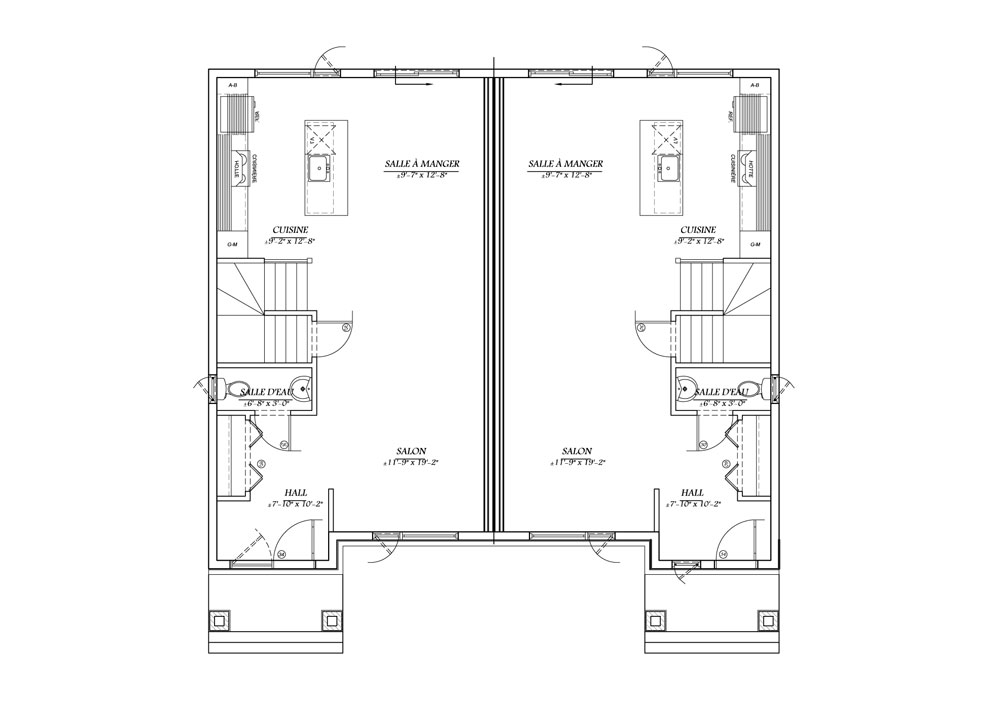 A-B
A-B
RÉF.
RÉF.
SALLE À MANGER
±9'-7" x 12'-8"
SALLE À MANGER
±9'-7" x 12'-8"
HOTTE
CUISINIÈRE
CUISINIÈRE
HOTTE
CUISINE
±9'-2" x 12'-8"
CUISINE
±9'-2" x 12'-8"
G-M
G-M
SALLE D'EAU
±6'-8" x 3'-0"
SALLE D'EAU
±6'-8" x 3'-0"
SALON
±11'-9" x 19'-2"
SALON
±11'-9" x 19'-2"
HALL
±7'-10" x 10'-2"
HALL
±7'-10" x 10'-2"